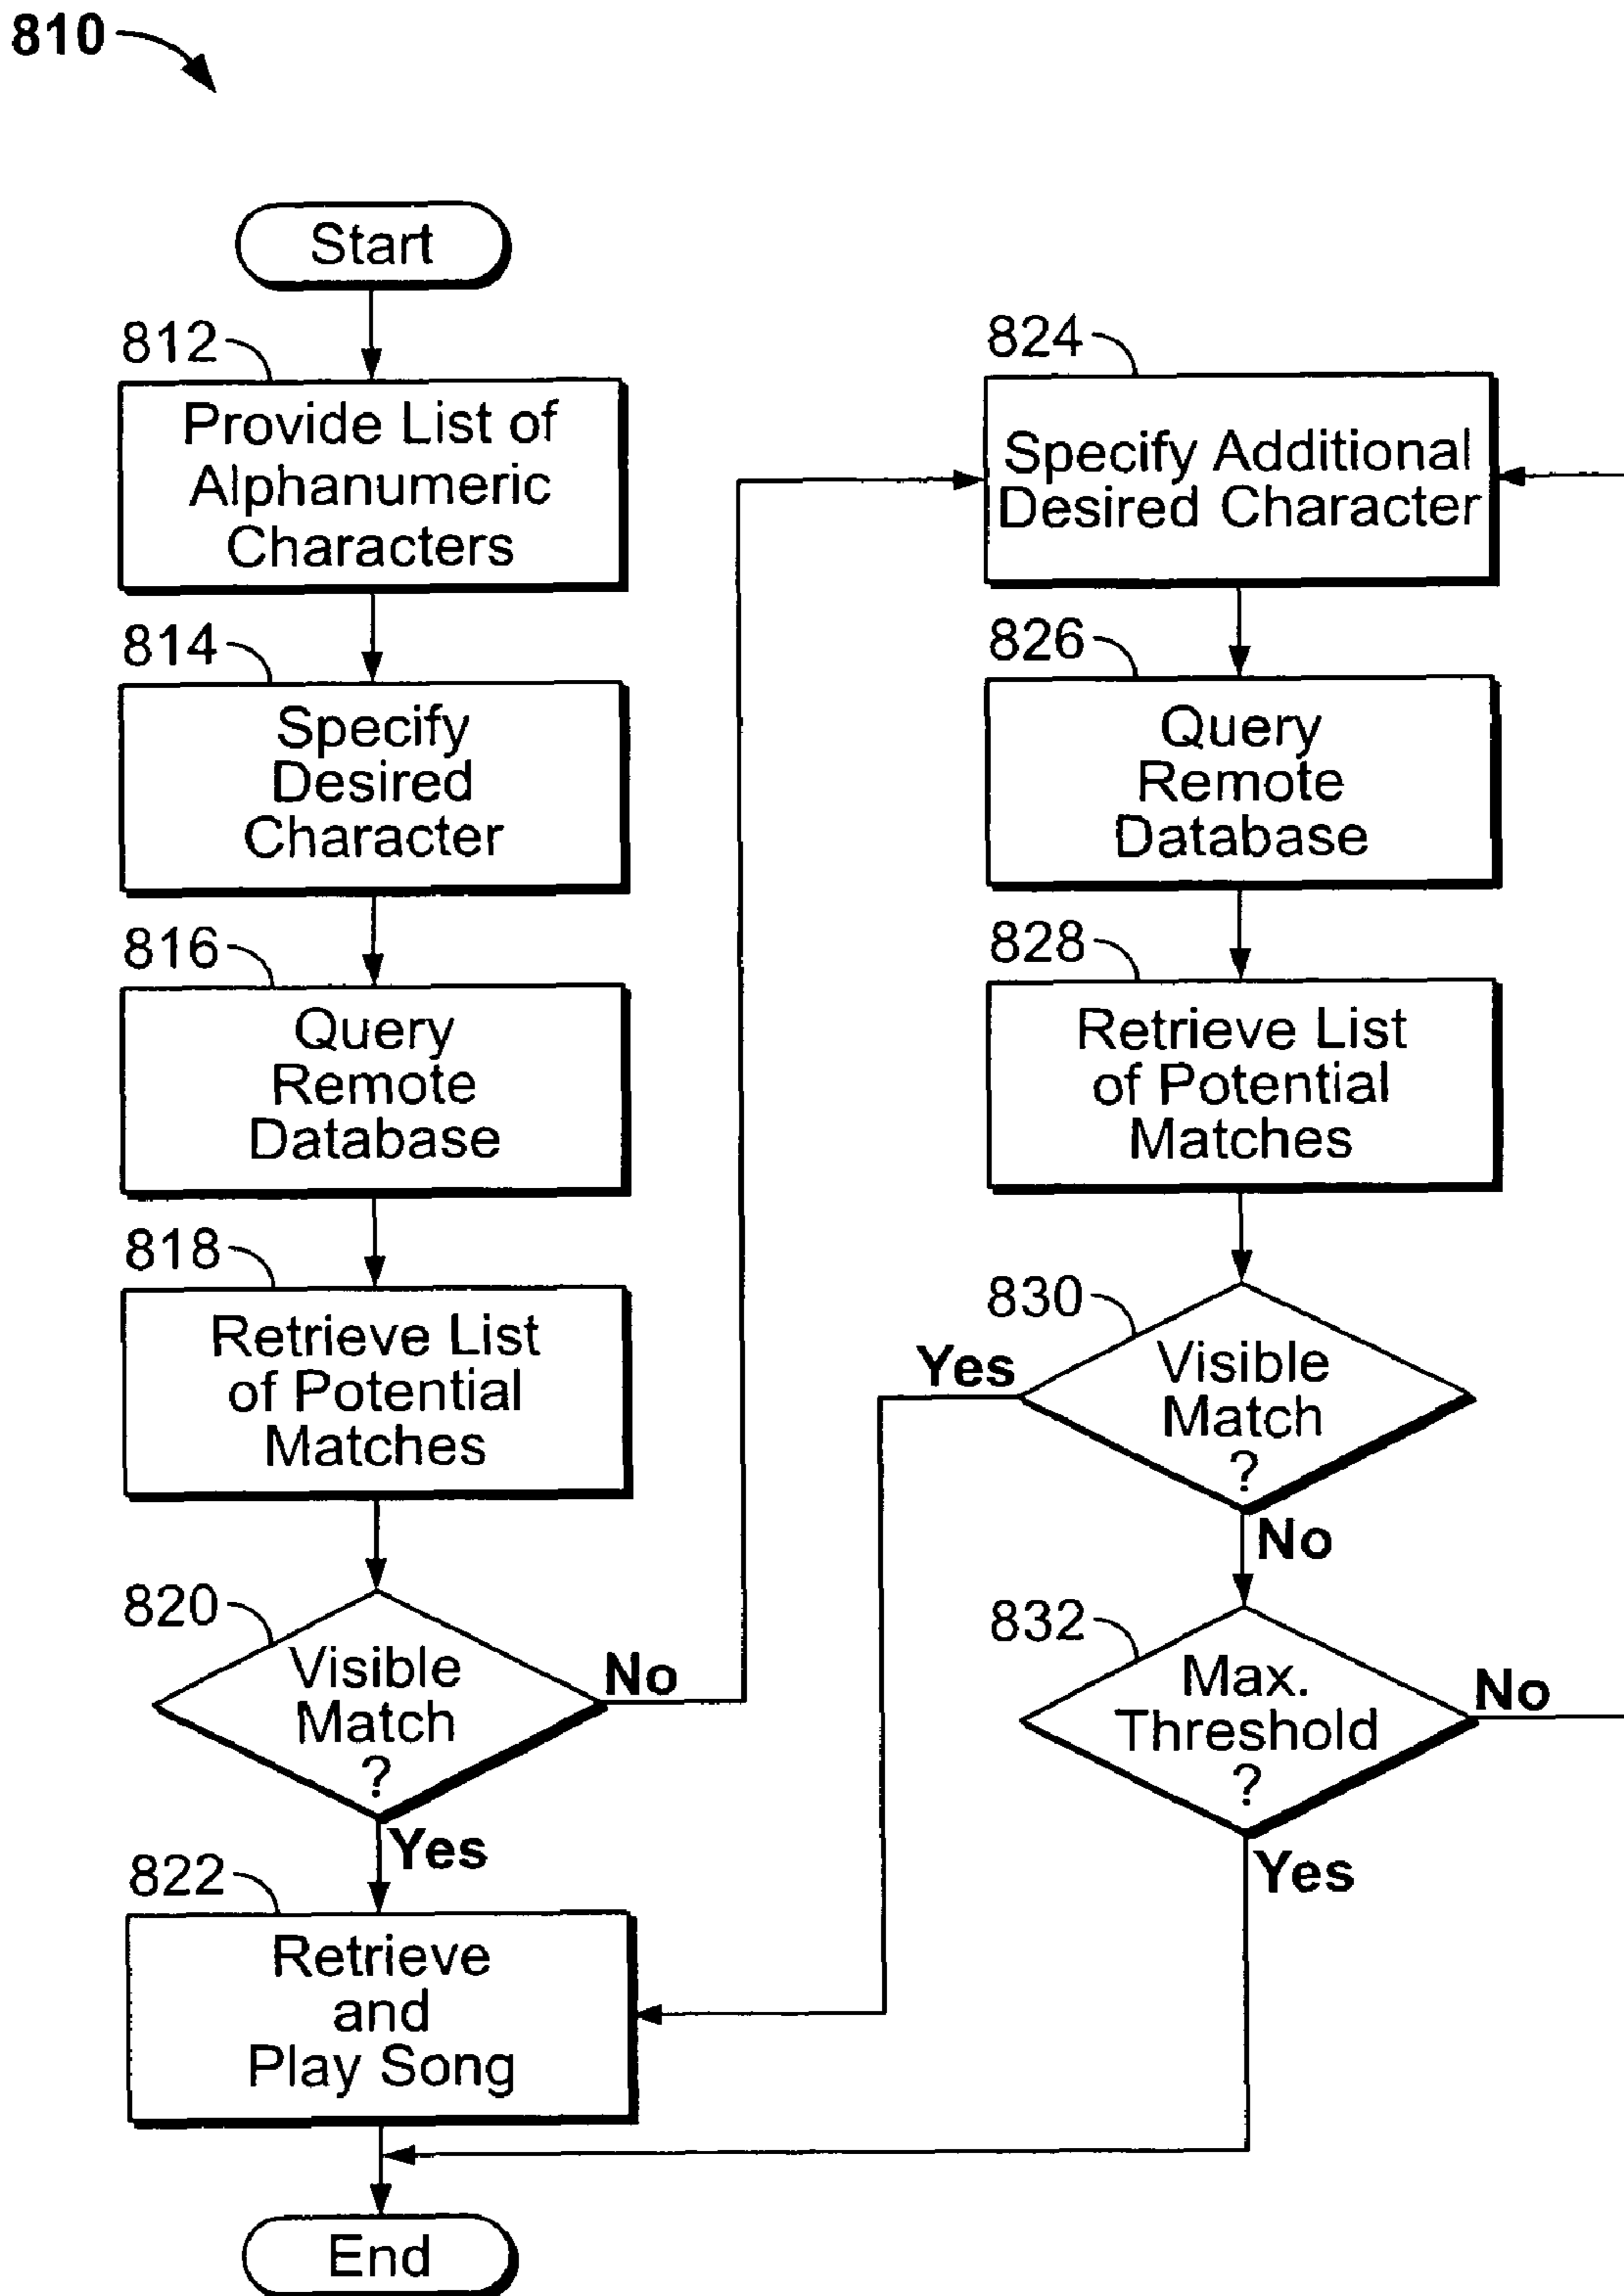 810
Start
812
Provide List of
Alphanumeric
Characters
814
Specify
Desired
Character
816
Query
Remote
Database
818
Retrieve List
of Potential
Matches
820
Visible
Match
?
No
Yes
822
Retrieve
and
Play Song
End
824
Specify Additional
Desired Character
826
Query
Remote
Database
828
Retrieve List
of Potential
Matches
830
Yes
Visible
Match
?
No
832
Max.
Threshold
?
No
Yes